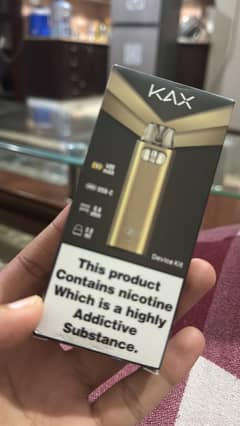 KAX
USB-C
Device Kit
This product
Contains nicotine
Which is a highly
Addictive
Substance.